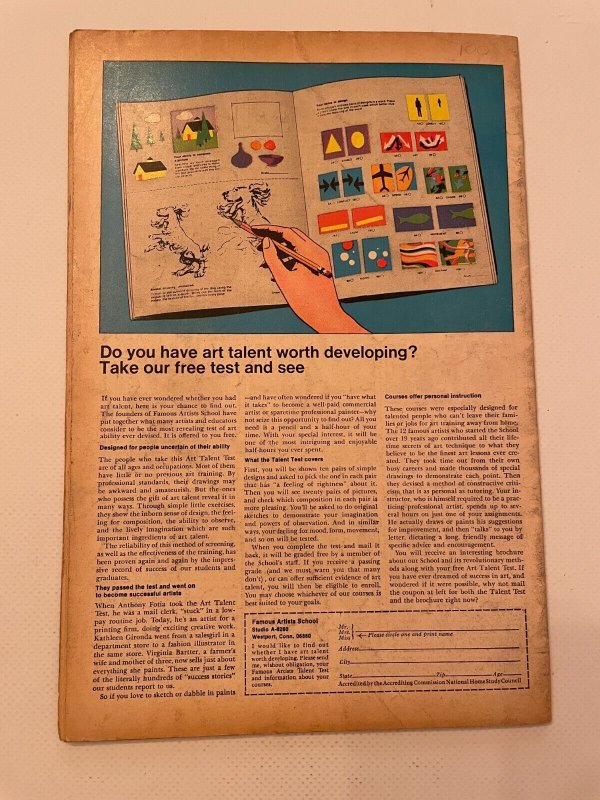 100
Your ability to compose
a picture
Your sense of design
Do you have art talent worth developing?
Take our free test and see
If you have ever wondered whether you had
art talent, here is your chance to find out.
The founders of Famous Artists School have
put together what many artists and educators
consider to be the most revealing test of art
ability ever devised. It is offered to you free.
Designed for people uncertain of their ability
The people who take this Art Talent Test
are of all ages and occupations. Most of them
have little or no previous art training. By
professional standards, their drawings may
be awkward and amateurish. But the ones
who possess the gift of art talent reveal it in
many ways. Through simple little exercises,
they show the inborn sense of design, the feel-
ing for composition, the ability to observe,
and the lively imagination which are such
important ingredients of art talent.
The reliability of this method of screening,
as well as the effectiveness of the training, has
been proven again and again by the impres-
sive record of success of our students and
graduates.
They passed the test and went on
to become successful artists
When Anthony Fotia took the Art Talent
Test, he was a mail clerk, "stuck" in a low-
pay routine job. Today, he's an artist for a
printing firm, doing exciting creative work.
Kathleen Gironda went from a salesgirl in a
department store to a fashion illustrator in
the same store. Virginia Bartter, a farmer's
wife and mother of three, now sells just about
everything she paints. These are just a few
of the literally hundreds of "success stories"
our students report to us.
So if you love to sketch or dabble in paints
—and have often wondered if you "have what
it takes" to become a well-paid commercial
artist or sparetime professional painter—why
not seize this opportunity to find out? All you
need is a pencil and a half-hour of your
time. With your special interest, it will be
one of the most intriguing and enjoyable
half-hours you ever spent.
What the Talent Test covers
First, you will be shown ten pairs of simple
designs and asked to pick the one in each pair
that has "a feeling of rightness" about it.
Then you will see twenty pairs of pictures,
and check which composition in each pair is
more pleasing. You'll be asked to do original
sketches to demonstrate your imagination
and powers of observation. And in similar
ways, your feeling for mood, form, movement,
and so on will be tested.
When you complete the test and mail it
back, it will be graded free by a member of
the School's staff. If you receive a passing
grade (and we must warn you that many
don't), or can offer sufficient evidence of art
talent, you will then be eligible to enroll.
You may choose whichever of our courses is
best suited to your goals.
Courses offer personal instruction
These courses were especially designed for
talented people who can't leave their fami-
lies or jobs for art training away from home.
The 12 famous artists who started the School
over 19 years ago contributed all their life-
time secrets of art technique to what they
believe to be the finest art lessons ever cre-
ated. They took time out from their own
busy careers and made thousands of special
drawings to demonstrate each point. Then
they devised a method of constructive criti-
cism, that is as personal as tutoring. Your in-
structor, who is himself required to be a prac-
ticing professional artist, spends up to sev-
eral hours on just one of your assignments.
He actually draws or paints his suggestions
for improvement, and then "talks" to you by
letter, dictating a long, friendly message of
specific advice and encouragement.
You will receive an interesting brochure
about our School and its revolutionary meth-
ods along with your free Art Talent Test. If
you have ever dreamed of success in art, and
wondered if it were possible, why not mail
the coupon at left for both the Talent Test
and the brochure right now?
Famous Artists School
Studio A-8260
Westport, Conn. 06880
I would like to find out
whether I have art talent
worth developing. Please send
me, without obligation, your
Famous Artists Talent Test
and information about your
courses.
Mr.
Mrs.
Miss
Please circle one and print name
Address
City
State Zip Age
Accredited by the Accrediting Commission National Home Study Council